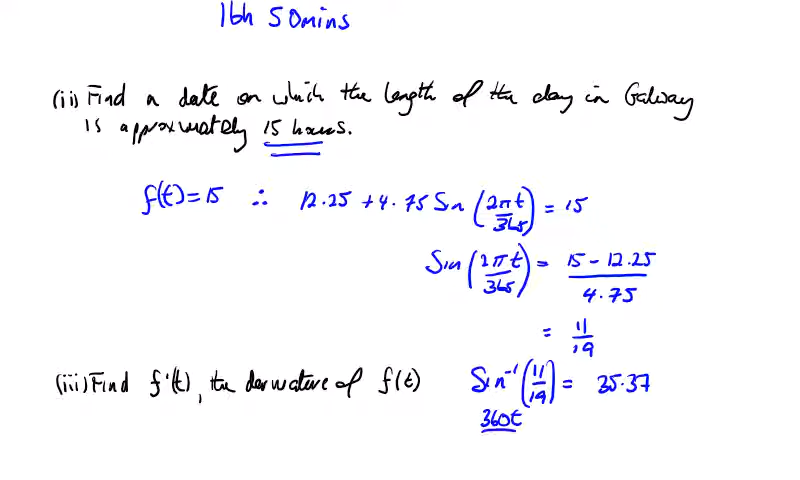 16h 50mins
(ii) Find a date on which the length of the day in Galway
is approximately 15 hours.
f(t) = 15 ∴ 12.25 + 4.75 Sin (2πt/365) = 15
Sin (2πt/365) = (15 - 12.25)/4.75
= 11/19
(iii) Find f'(t), the derivative of f(t) Sin⁻¹ (11/19) = 35.37
360t